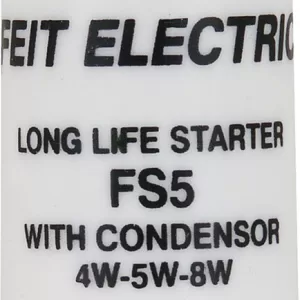 FEIT ELECTRIC
LONG LIFE STARTER
FS5
WITH CONDENSOR
4W-5W-8W